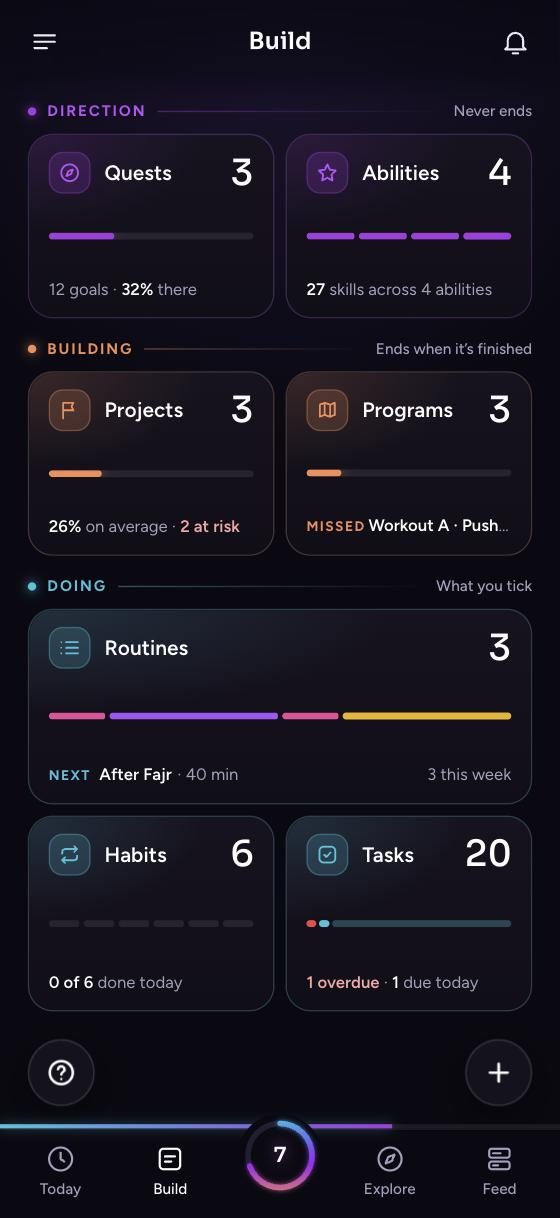 Build
DIRECTION Never ends
Quests 3
12 goals · 32% there
Abilities 4
27 skills across 4 abilities
BUILDING Ends when it's finished
Projects 3
26% on average · 2 at risk
Programs 3
MISSED Workout A · Push…
DOING What you tick
Routines 3
NEXT After Fajr · 40 min 3 this week
Habits 6
0 of 6 done today
Tasks 20
1 overdue · 1 due today
7
Today Build Explore Feed